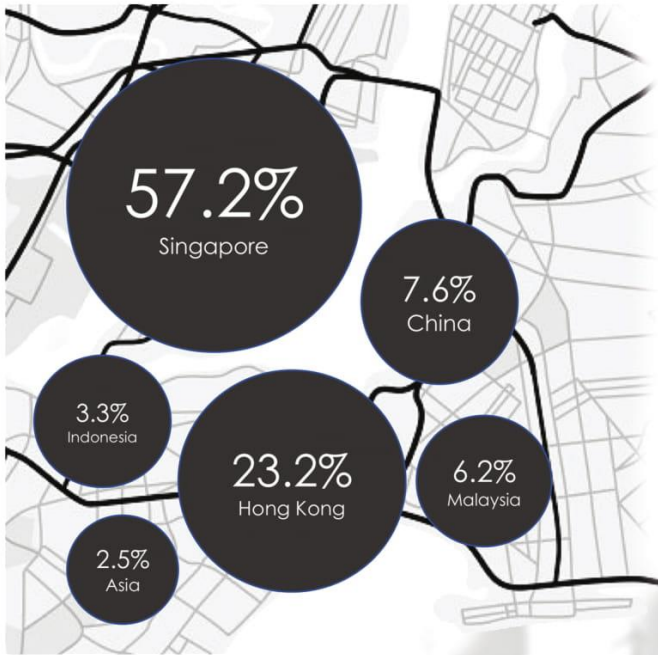 57.2%
Singapore
7.6%
China
3.3%
Indonesia
23.2%
Hong Kong
6.2%
Malaysia
2.5%
Asia